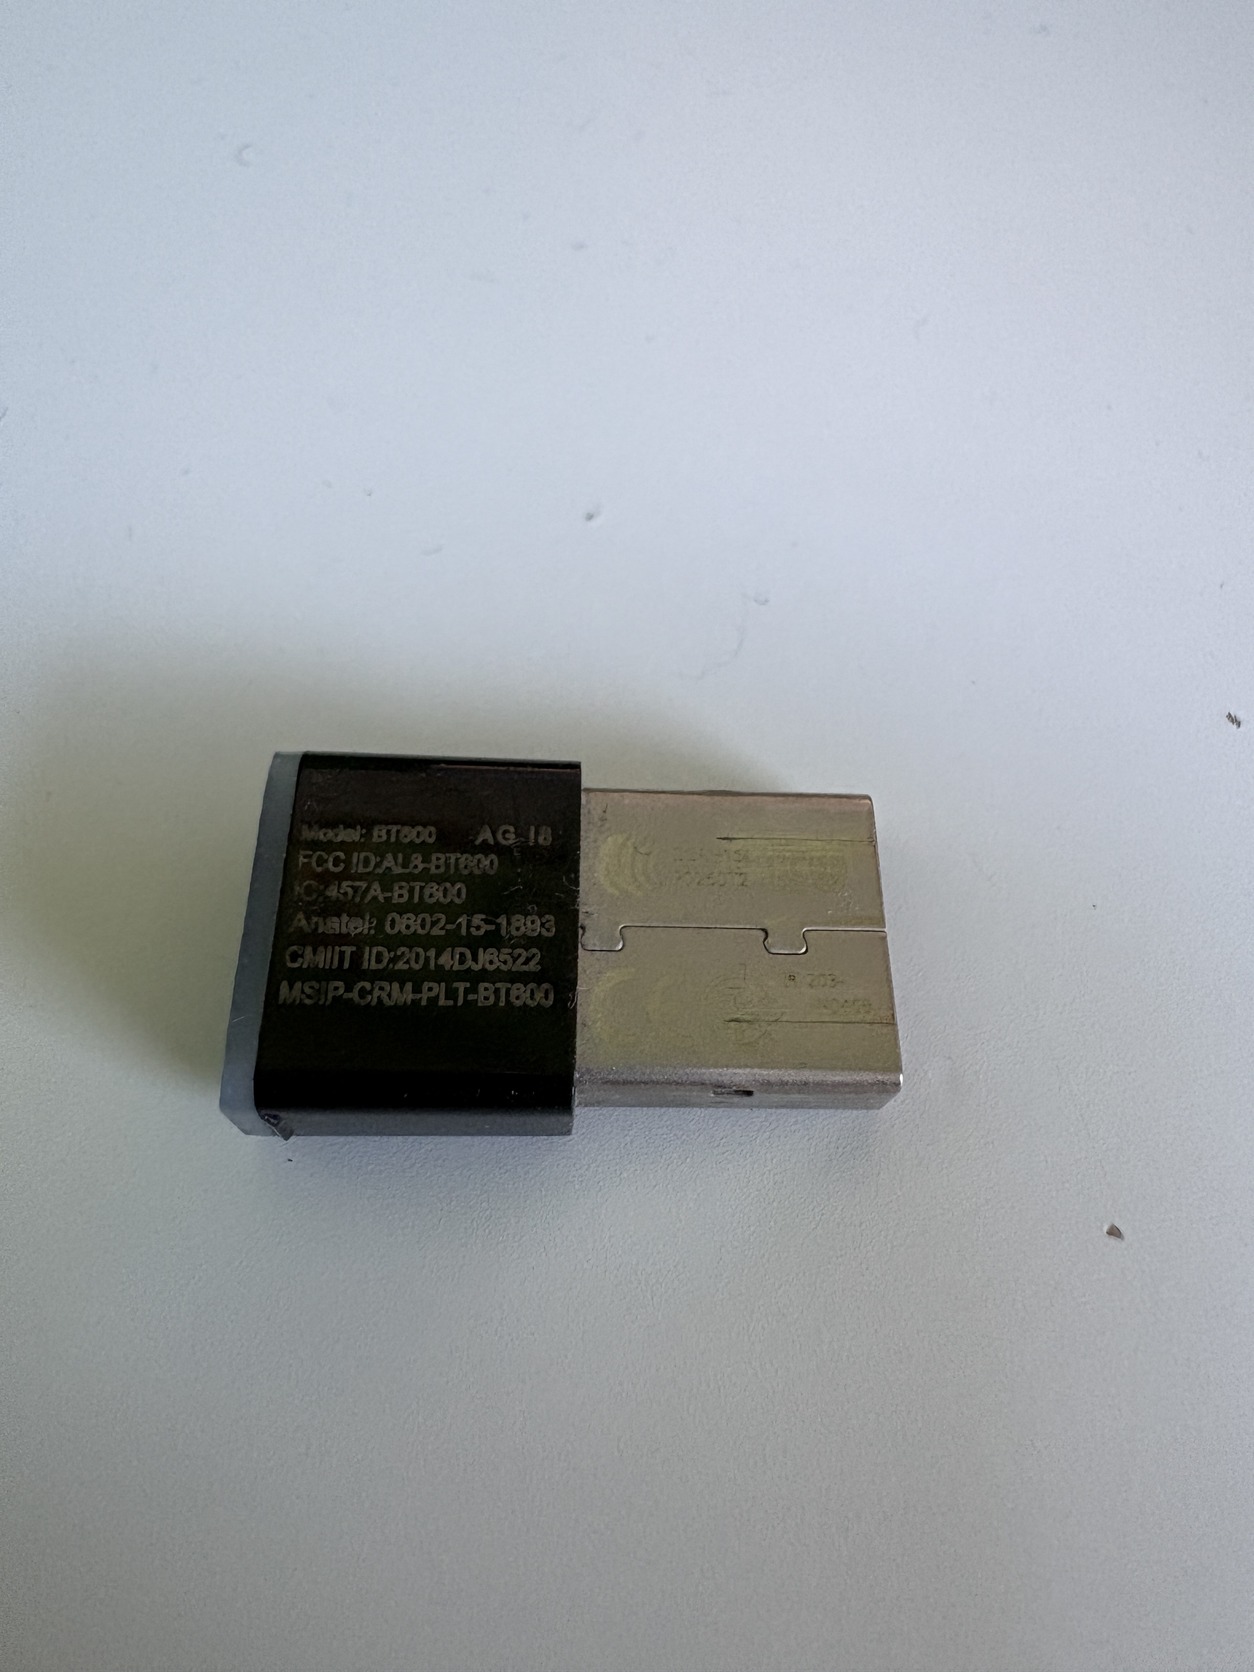 Model: BT600 AG 18
FCC ID:AL8-BT600
IC:457A-BT600
Anatel: 0602-15-1893
CMIIT ID:2014DJ6522
MSIP-CRM-PLT-BT600